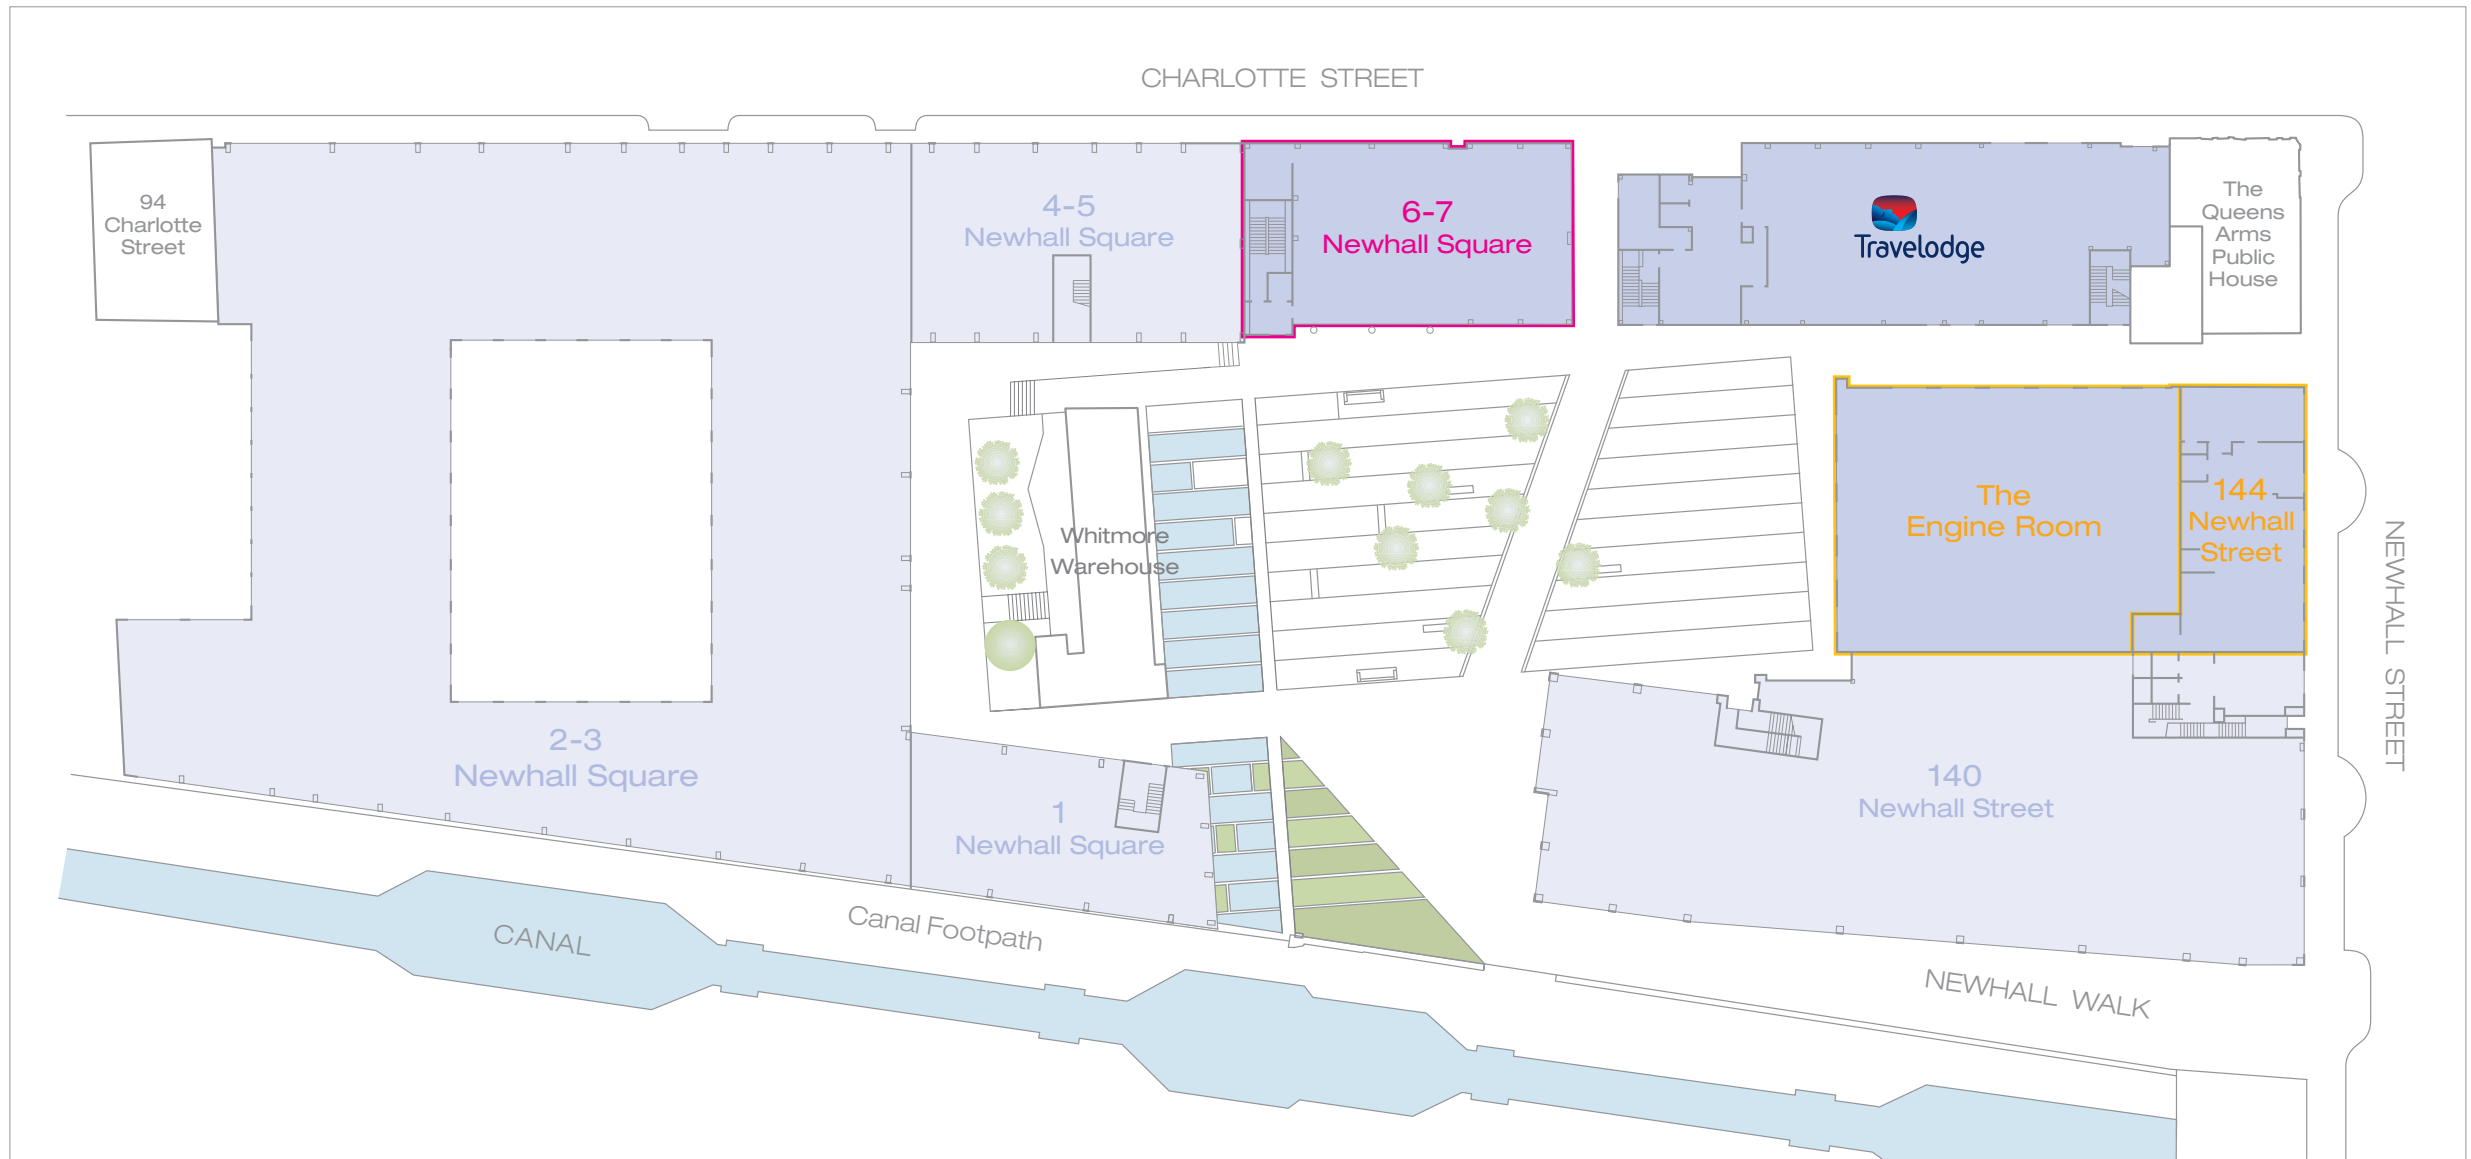 CHARLOTTE STREET
94
Charlotte
Street
4-5
Newhall Square
6-7
Newhall Square
Travelodge
The
Queens
Arms
Public
House
Whitmore
Warehouse
The
Engine Room
144
Newhall
Street
NEWHALL STREET
2-3
Newhall Square
1
Newhall Square
140
Newhall Street
CANAL
Canal Footpath
NEWHALL WALK